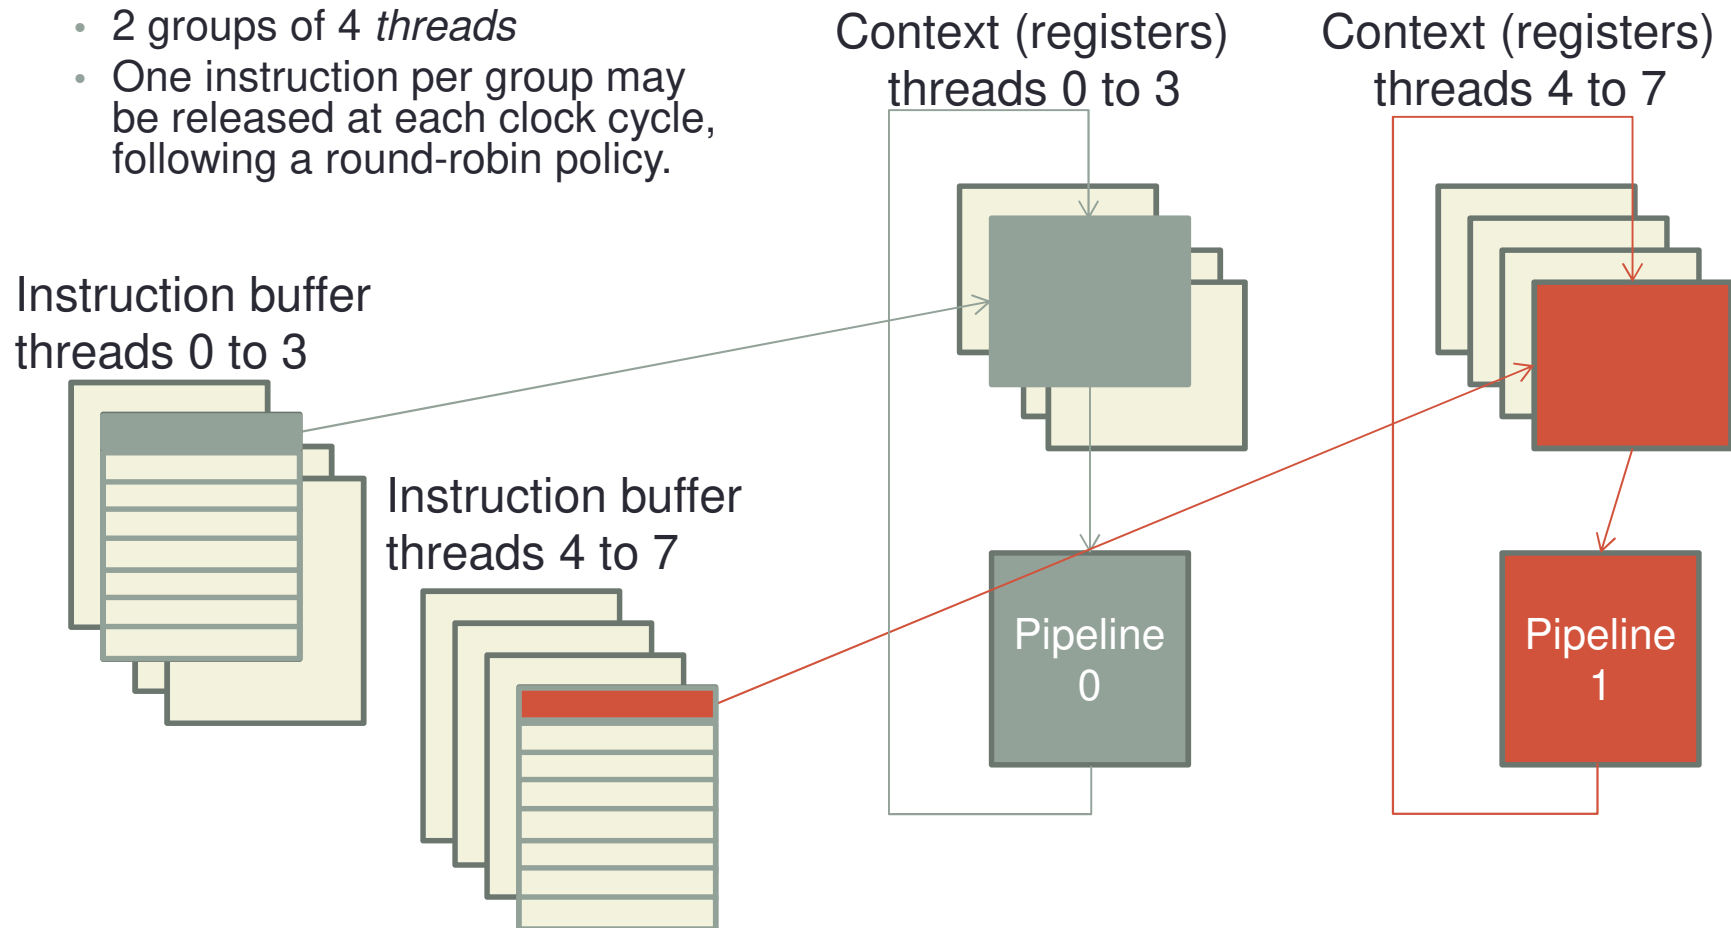 • 2 groups of 4 threads
• One instruction per group may
be released at each clock cycle,
following a round-robin policy.
Context (registers)
threads 0 to 3
Context (registers)
threads 4 to 7
Instruction buffer
threads 0 to 3
Instruction buffer
threads 4 to 7
Pipeline
0
Pipeline
1